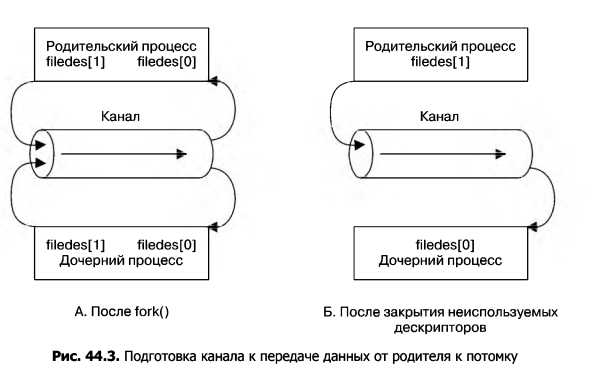 Родительский процесс
filedes[1] filedes[0]
Канал
filedes[1] filedes[0]
Дочерний процесс
А. После fork()
Родительский процесс
filedes[1]
Канал
filedes[0]
Дочерний процесс
Б. После закрытия неиспользуемых
дескрипторов
Рис. 44.3. Подготовка канала к передаче данных от родителя к потомку